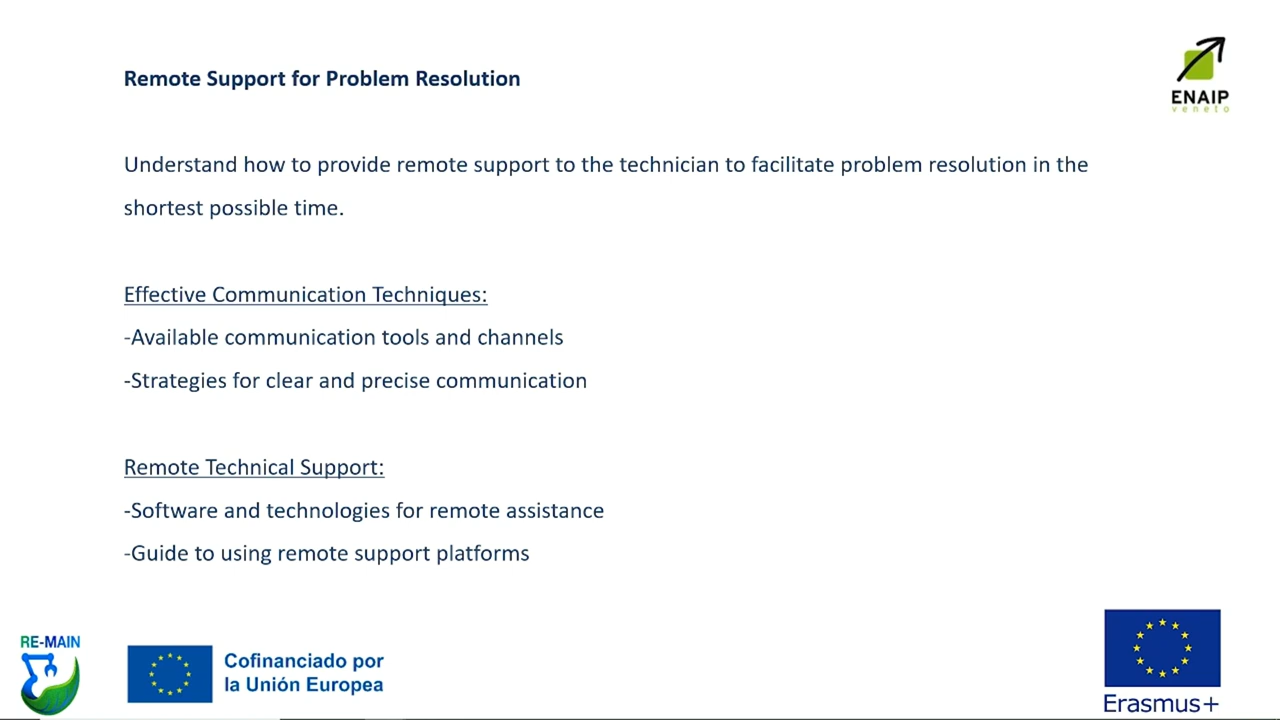 Remote Support for Problem Resolution
ENAIP
veneto
Understand how to provide remote support to the technician to facilitate problem resolution in the
shortest possible time.
Effective Communication Techniques:
-Available communication tools and channels
-Strategies for clear and precise communication
Remote Technical Support:
-Software and technologies for remote assistance
-Guide to using remote support platforms
RE-MAIN
Cofinanciado por
la Unión Europea
Erasmus+